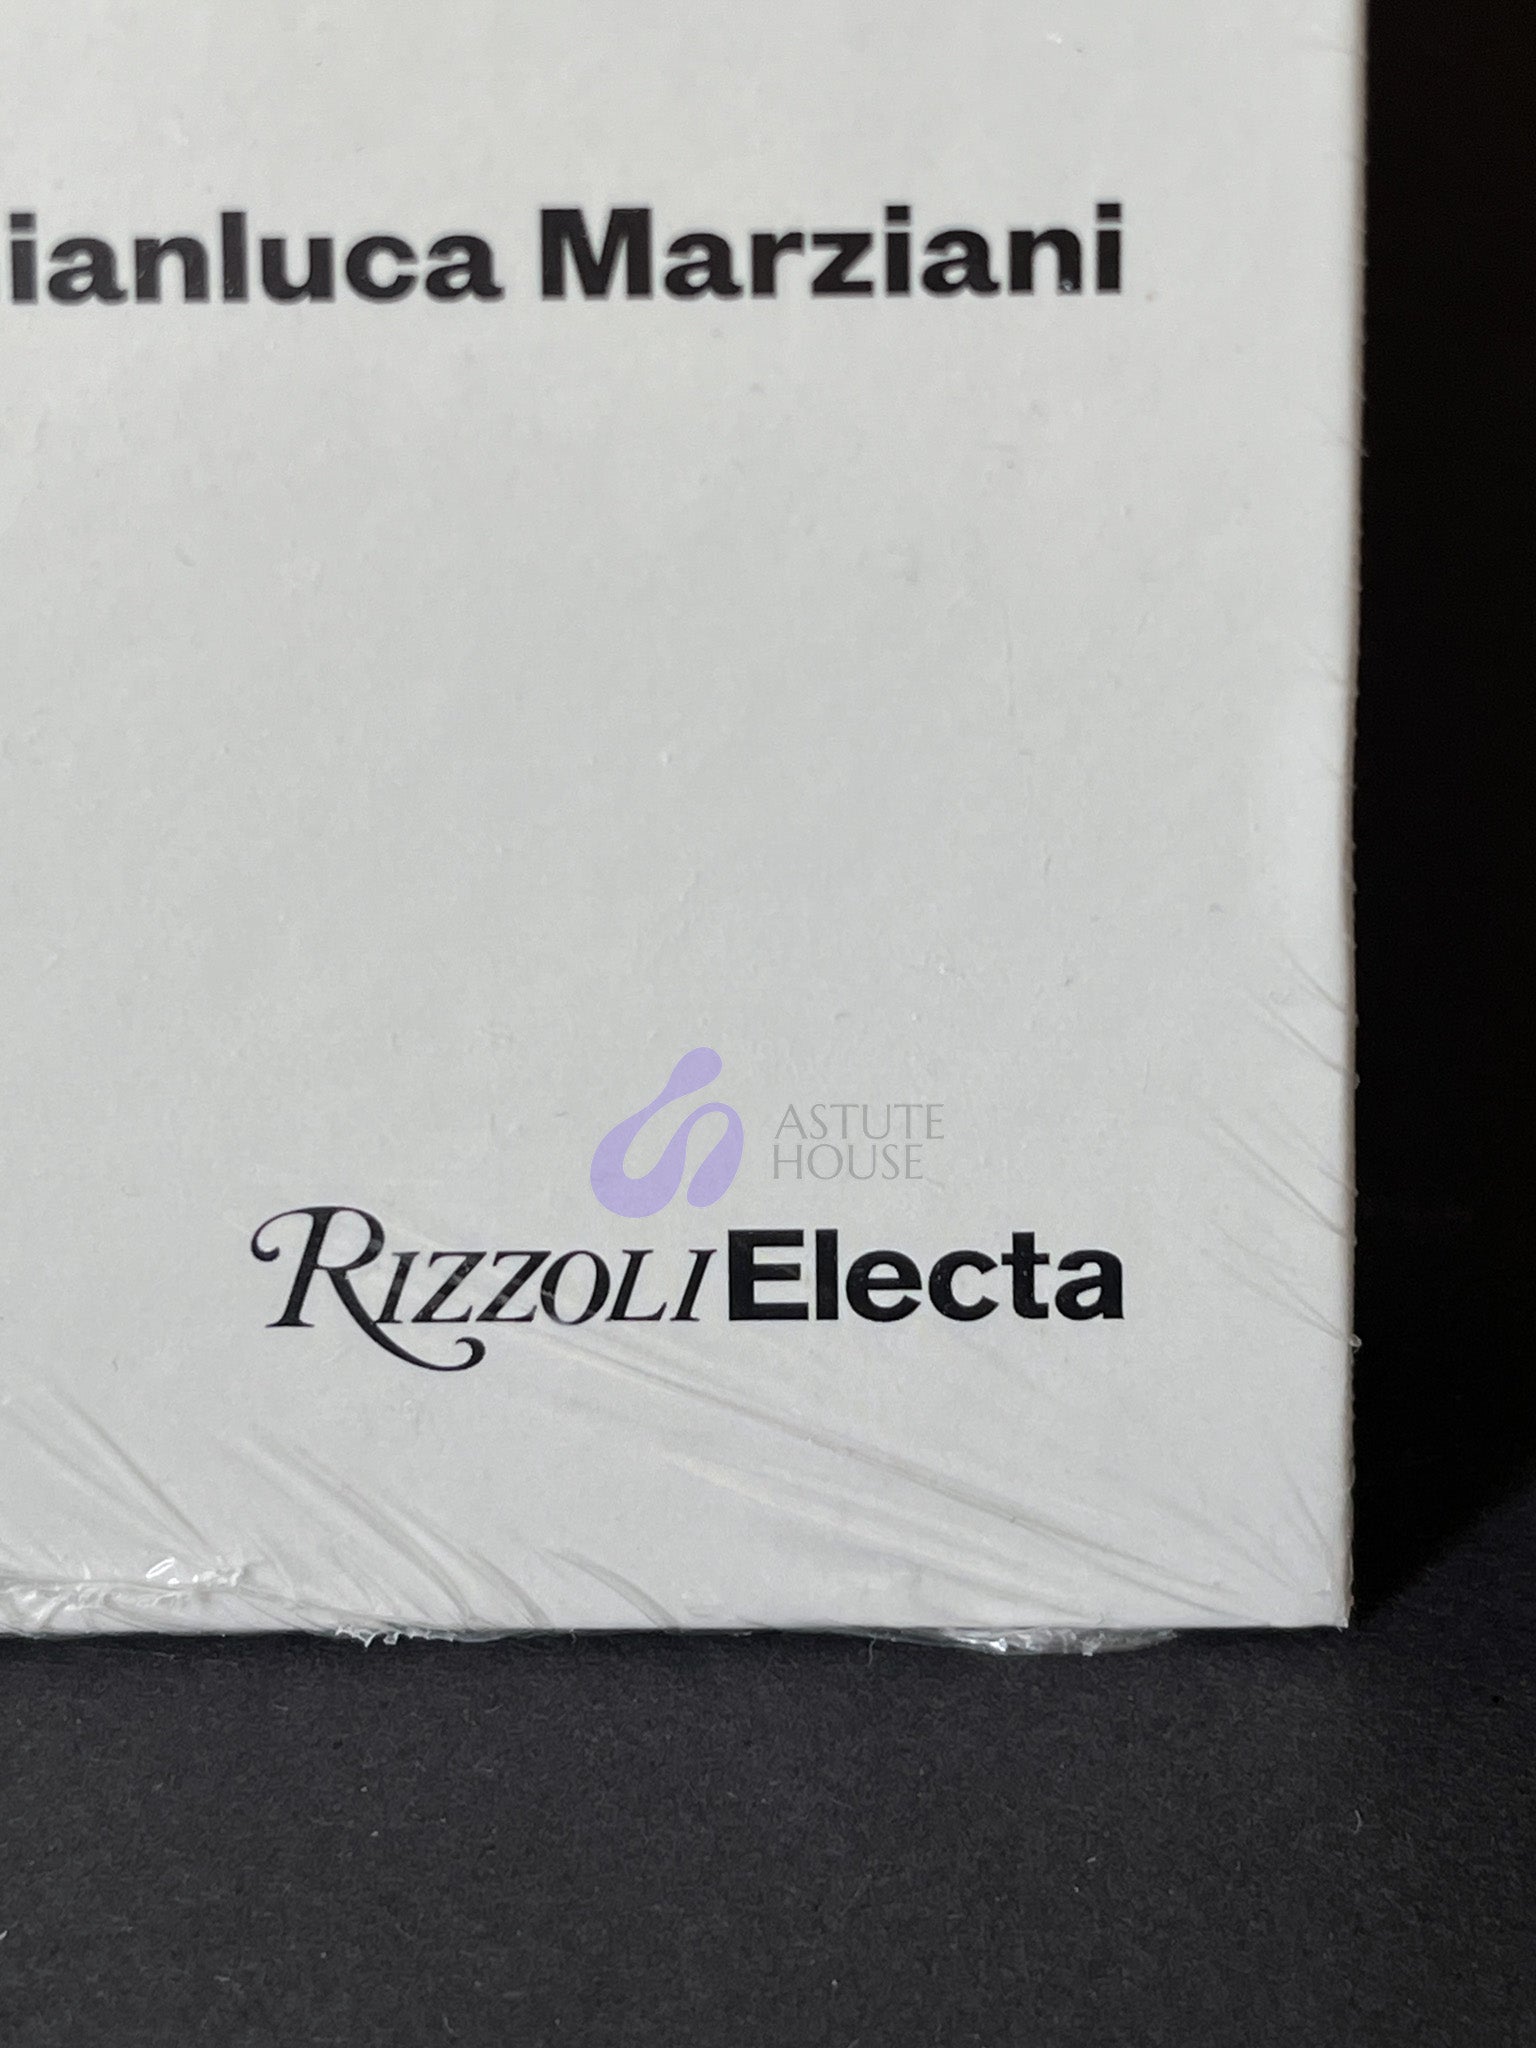 ianluca Marziani
ASTUTE
HOUSE
RIZZOLI Electa